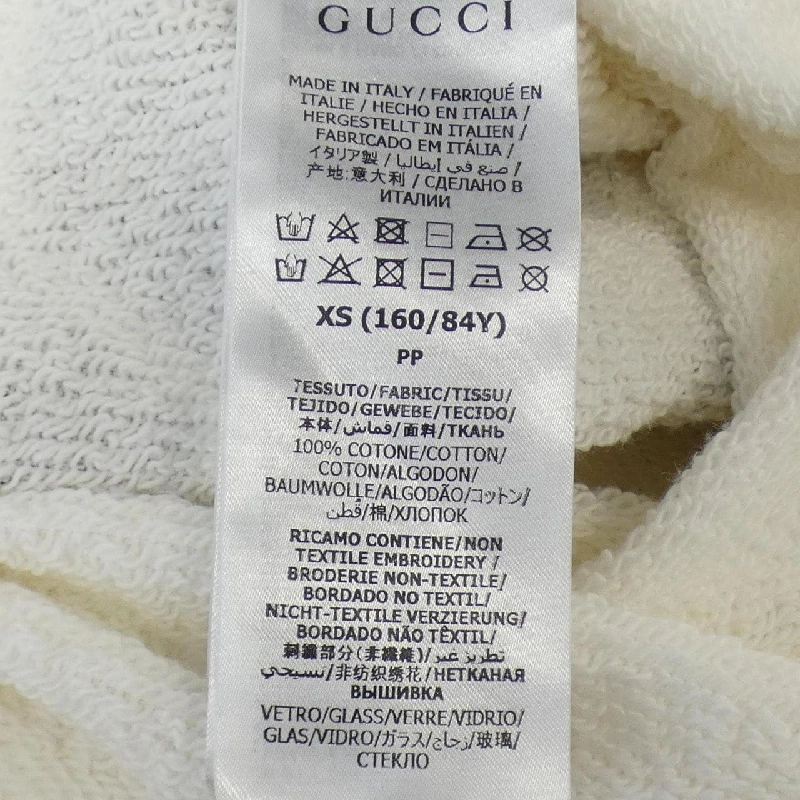 GUCCI
MADE IN ITALY / FABRIQUÉ EN
ITALIE / HECHO EN ITALIA /
HERGESTELLT IN ITALIEN /
FABRICADO EM ITÁLIA /
イタリア製 / صنع في إيطاليا /
产地:意大利 / СДЕЛАНО В
ИТАЛИИ
XS (160/84Y)
PP
TESSUTO/FABRIC/TISSU/
TEJIDO/GEWEBE/TECIDO/
本体/قماش/面料/ТКАНЬ
100% COTONE/COTTON/
COTON/ALGODON/
BAUMWOLLE/ALGODÃO/コットン/
قطن/棉/ХЛОПОК
RICAMO CONTIENE/NON
TEXTILE EMBROIDERY /
BRODERIE NON-TEXTILE/
BORDADO NO TEXTIL/
NICHT-TEXTILE VERZIERUNG/
BORDADO NÃO TÊXTIL/
刺繍部分(非繊維)/تطريز غير
نسيجي/非纺织绣花/НЕТКАНАЯ
ВЫШИВКА
VETRO/GLASS/VERRE/VIDRIO/
GLAS/VIDRO/ガラス/زجاج/玻璃/
СТЕКЛО